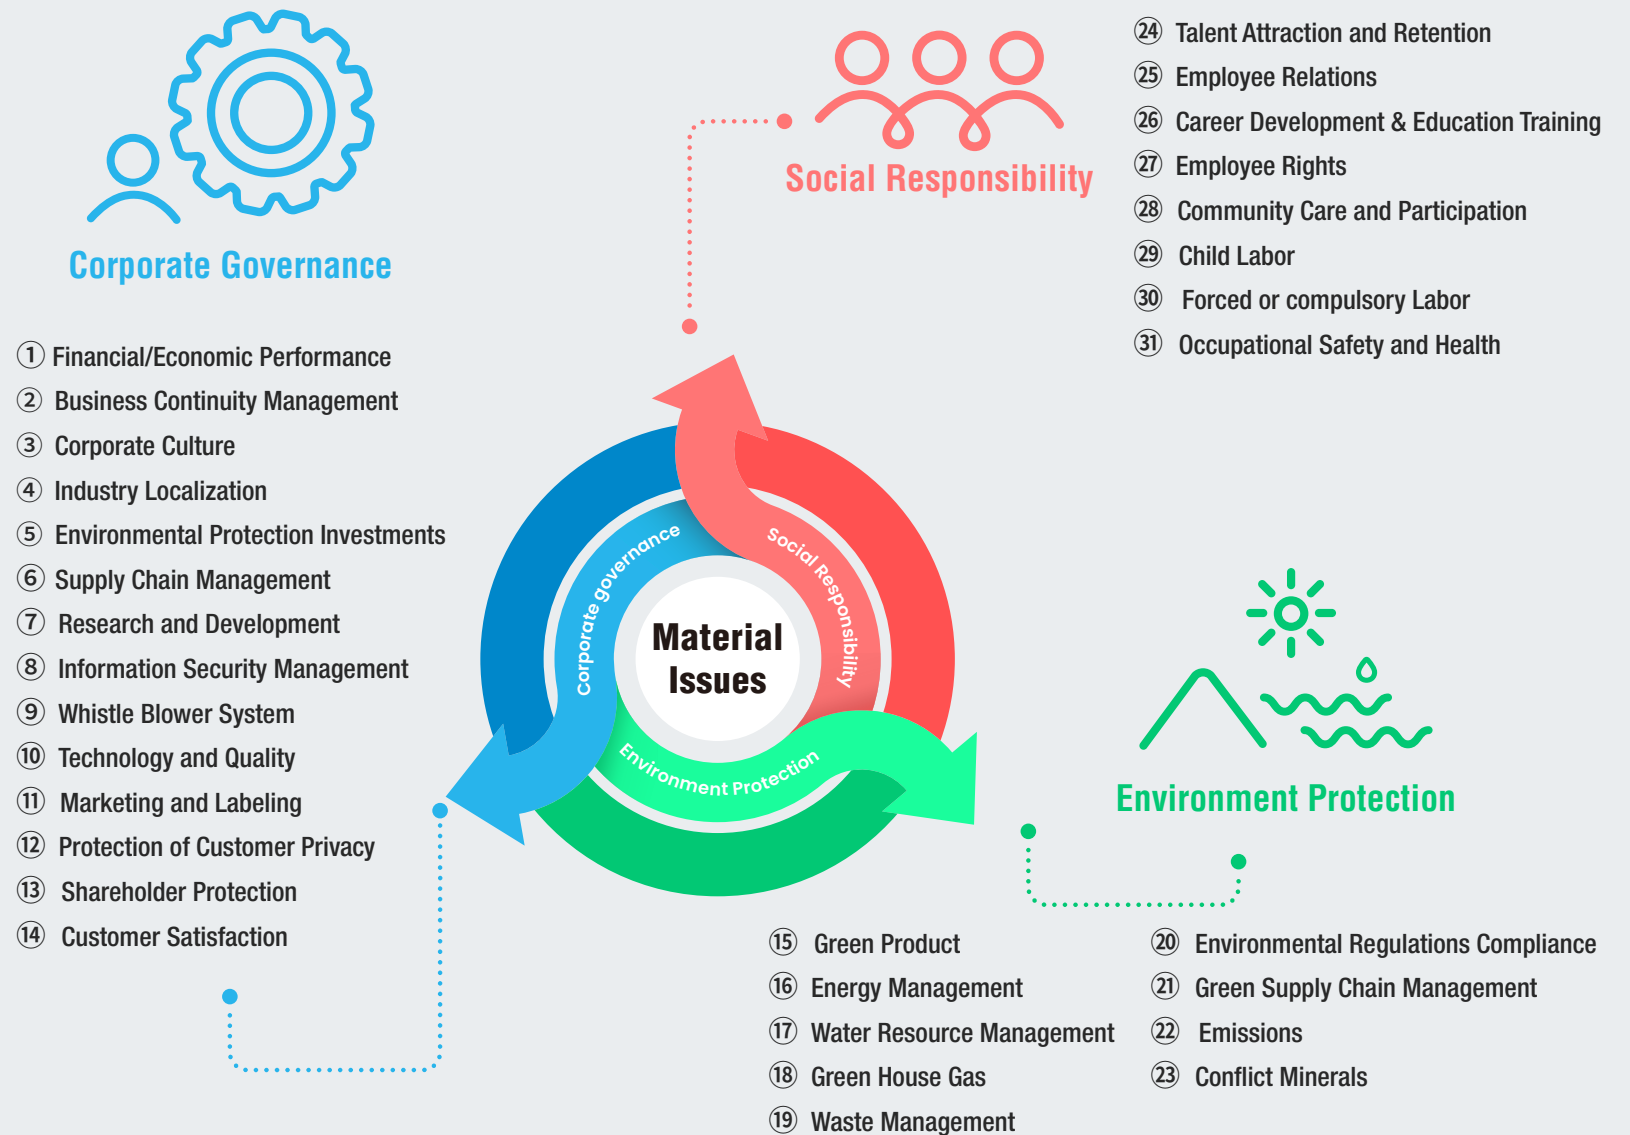 Corporate Governance
① Financial/Economic Performance
② Business Continuity Management
③ Corporate Culture
④ Industry Localization
⑤ Environmental Protection Investments
⑥ Supply Chain Management
⑦ Research and Development
⑧ Information Security Management
⑨ Whistle Blower System
⑩ Technology and Quality
⑪ Marketing and Labeling
⑫ Protection of Customer Privacy
⑬ Shareholder Protection
⑭ Customer Satisfaction
Social Responsibility
㉔ Talent Attraction and Retention
㉕ Employee Relations
㉖ Career Development & Education Training
㉗ Employee Rights
㉘ Community Care and Participation
㉙ Child Labor
㉚ Forced or compulsory Labor
㉛ Occupational Safety and Health
Corporate governance
Social Responsibility
Environment Protection
Material
Issues
Environment Protection
⑮ Green Product
⑯ Energy Management
⑰ Water Resource Management
⑱ Green House Gas
⑲ Waste Management
⑳ Environmental Regulations Compliance
㉑ Green Supply Chain Management
㉒ Emissions
㉓ Conflict Minerals